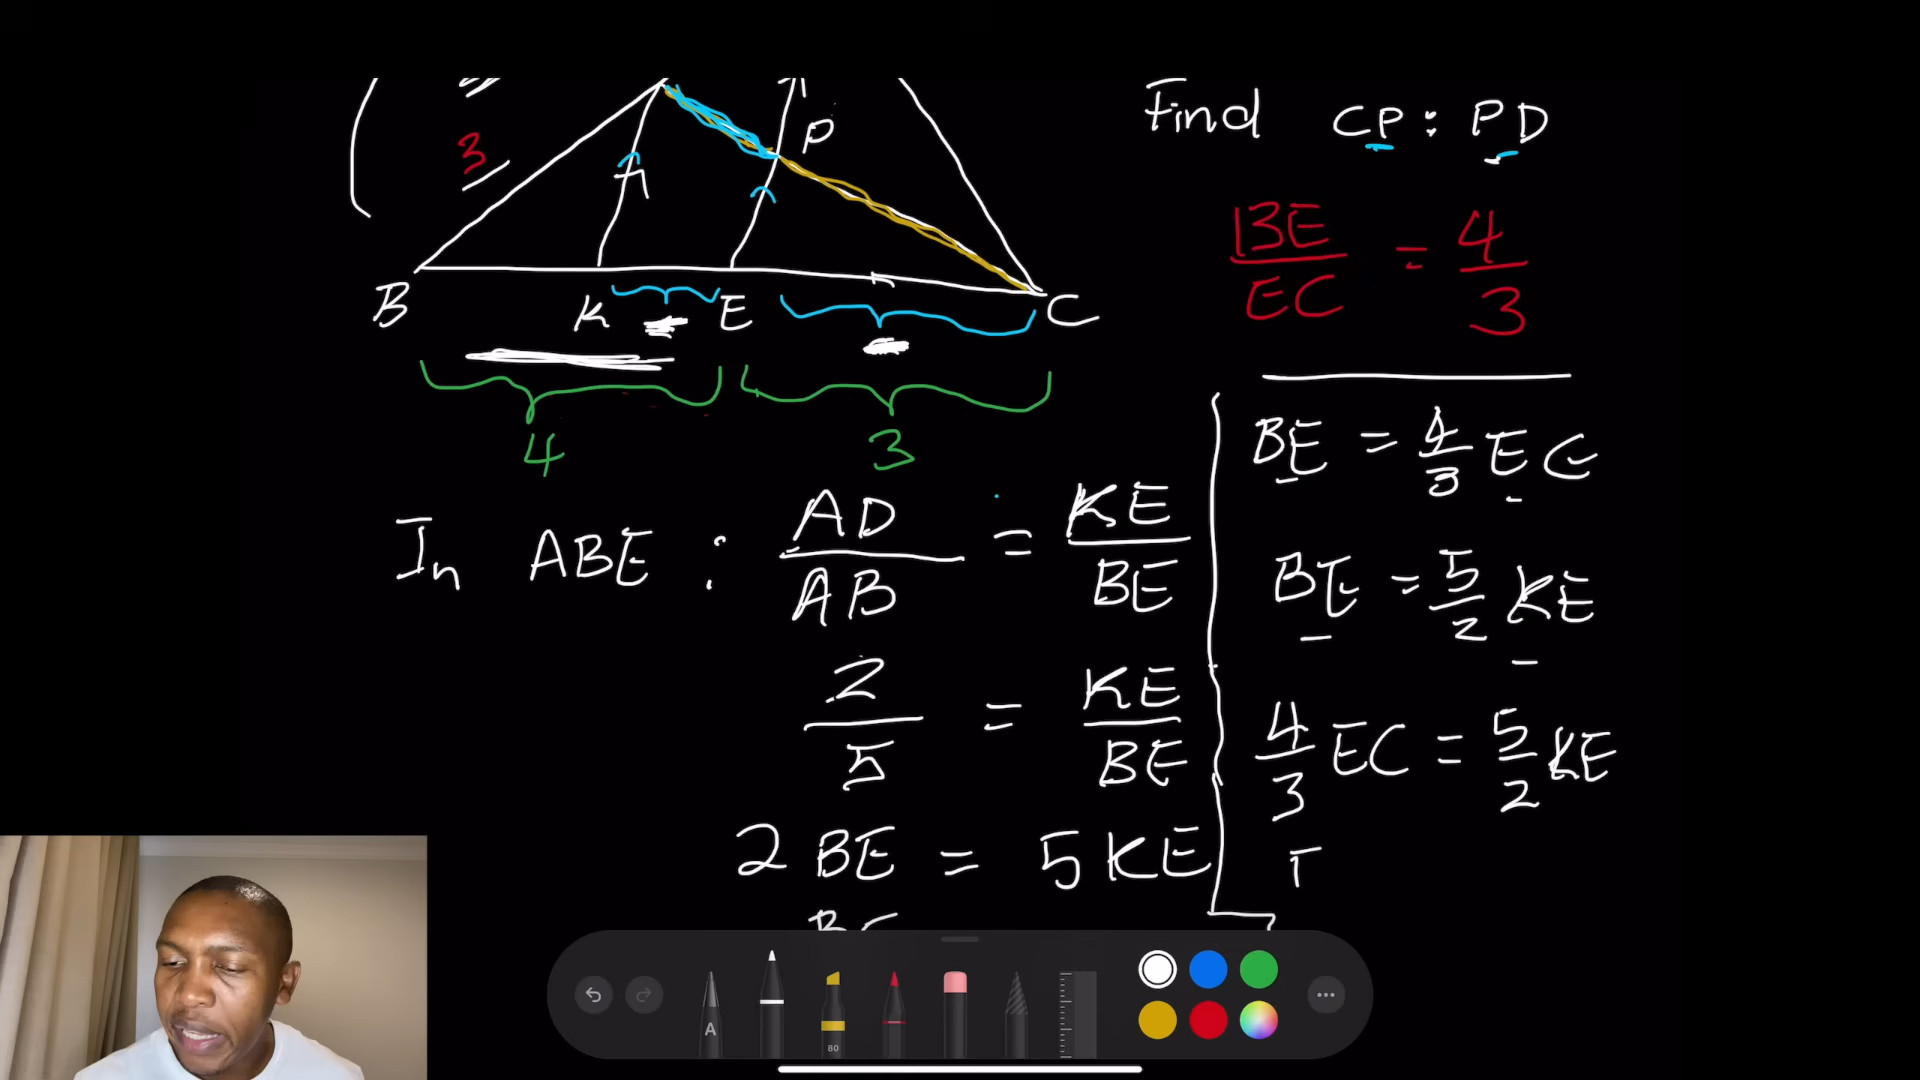 Find CP : PD
3
P
BE/EC = 4/3
B K E C
4 3
BE = 4/3 EC
In ABE : AD/AB = KE/BE
BE = 5/2 KE
2/5 = KE/BE
4/3 EC = 5/2 KE
2BE = 5KE
A
80